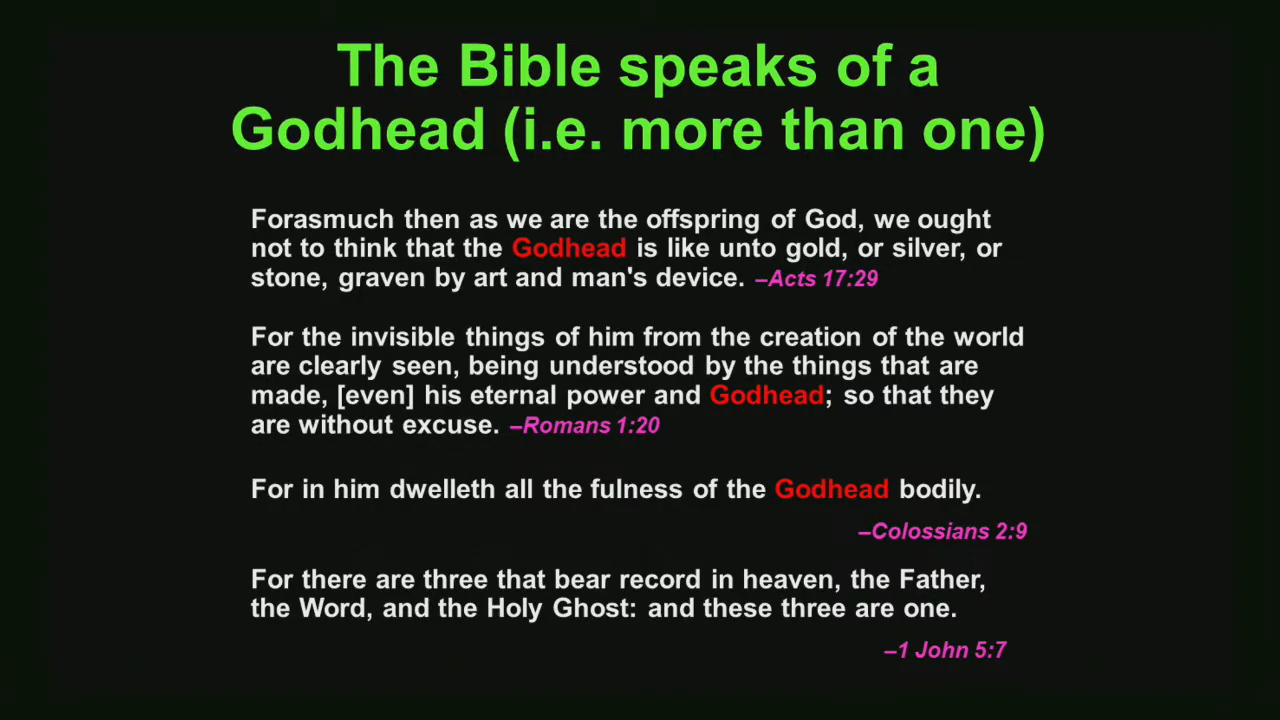 The Bible speaks of a
Godhead (i.e. more than one)
Forasmuch then as we are the offspring of God, we ought
not to think that the Godhead is like unto gold, or silver, or
stone, graven by art and man's device. –Acts 17:29
For the invisible things of him from the creation of the world
are clearly seen, being understood by the things that are
made, [even] his eternal power and Godhead; so that they
are without excuse. –Romans 1:20
For in him dwelleth all the fulness of the Godhead bodily.
–Colossians 2:9
For there are three that bear record in heaven, the Father,
the Word, and the Holy Ghost: and these three are one.
–1 John 5:7